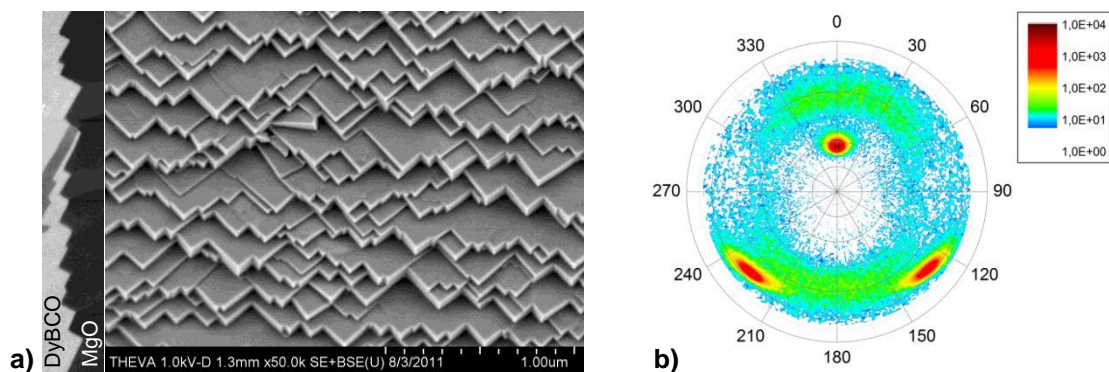 a)
DyBCO
MgO
THEVA 1.0kV-D 1.3mm x50.0k SE+BSE(U) 8/3/2011
1.00um
b)
0
30
60
90
120
150
180
210
240
270
300
330
1,0E+04
1,0E+03
1,0E+02
1,0E+01
1,0E+00